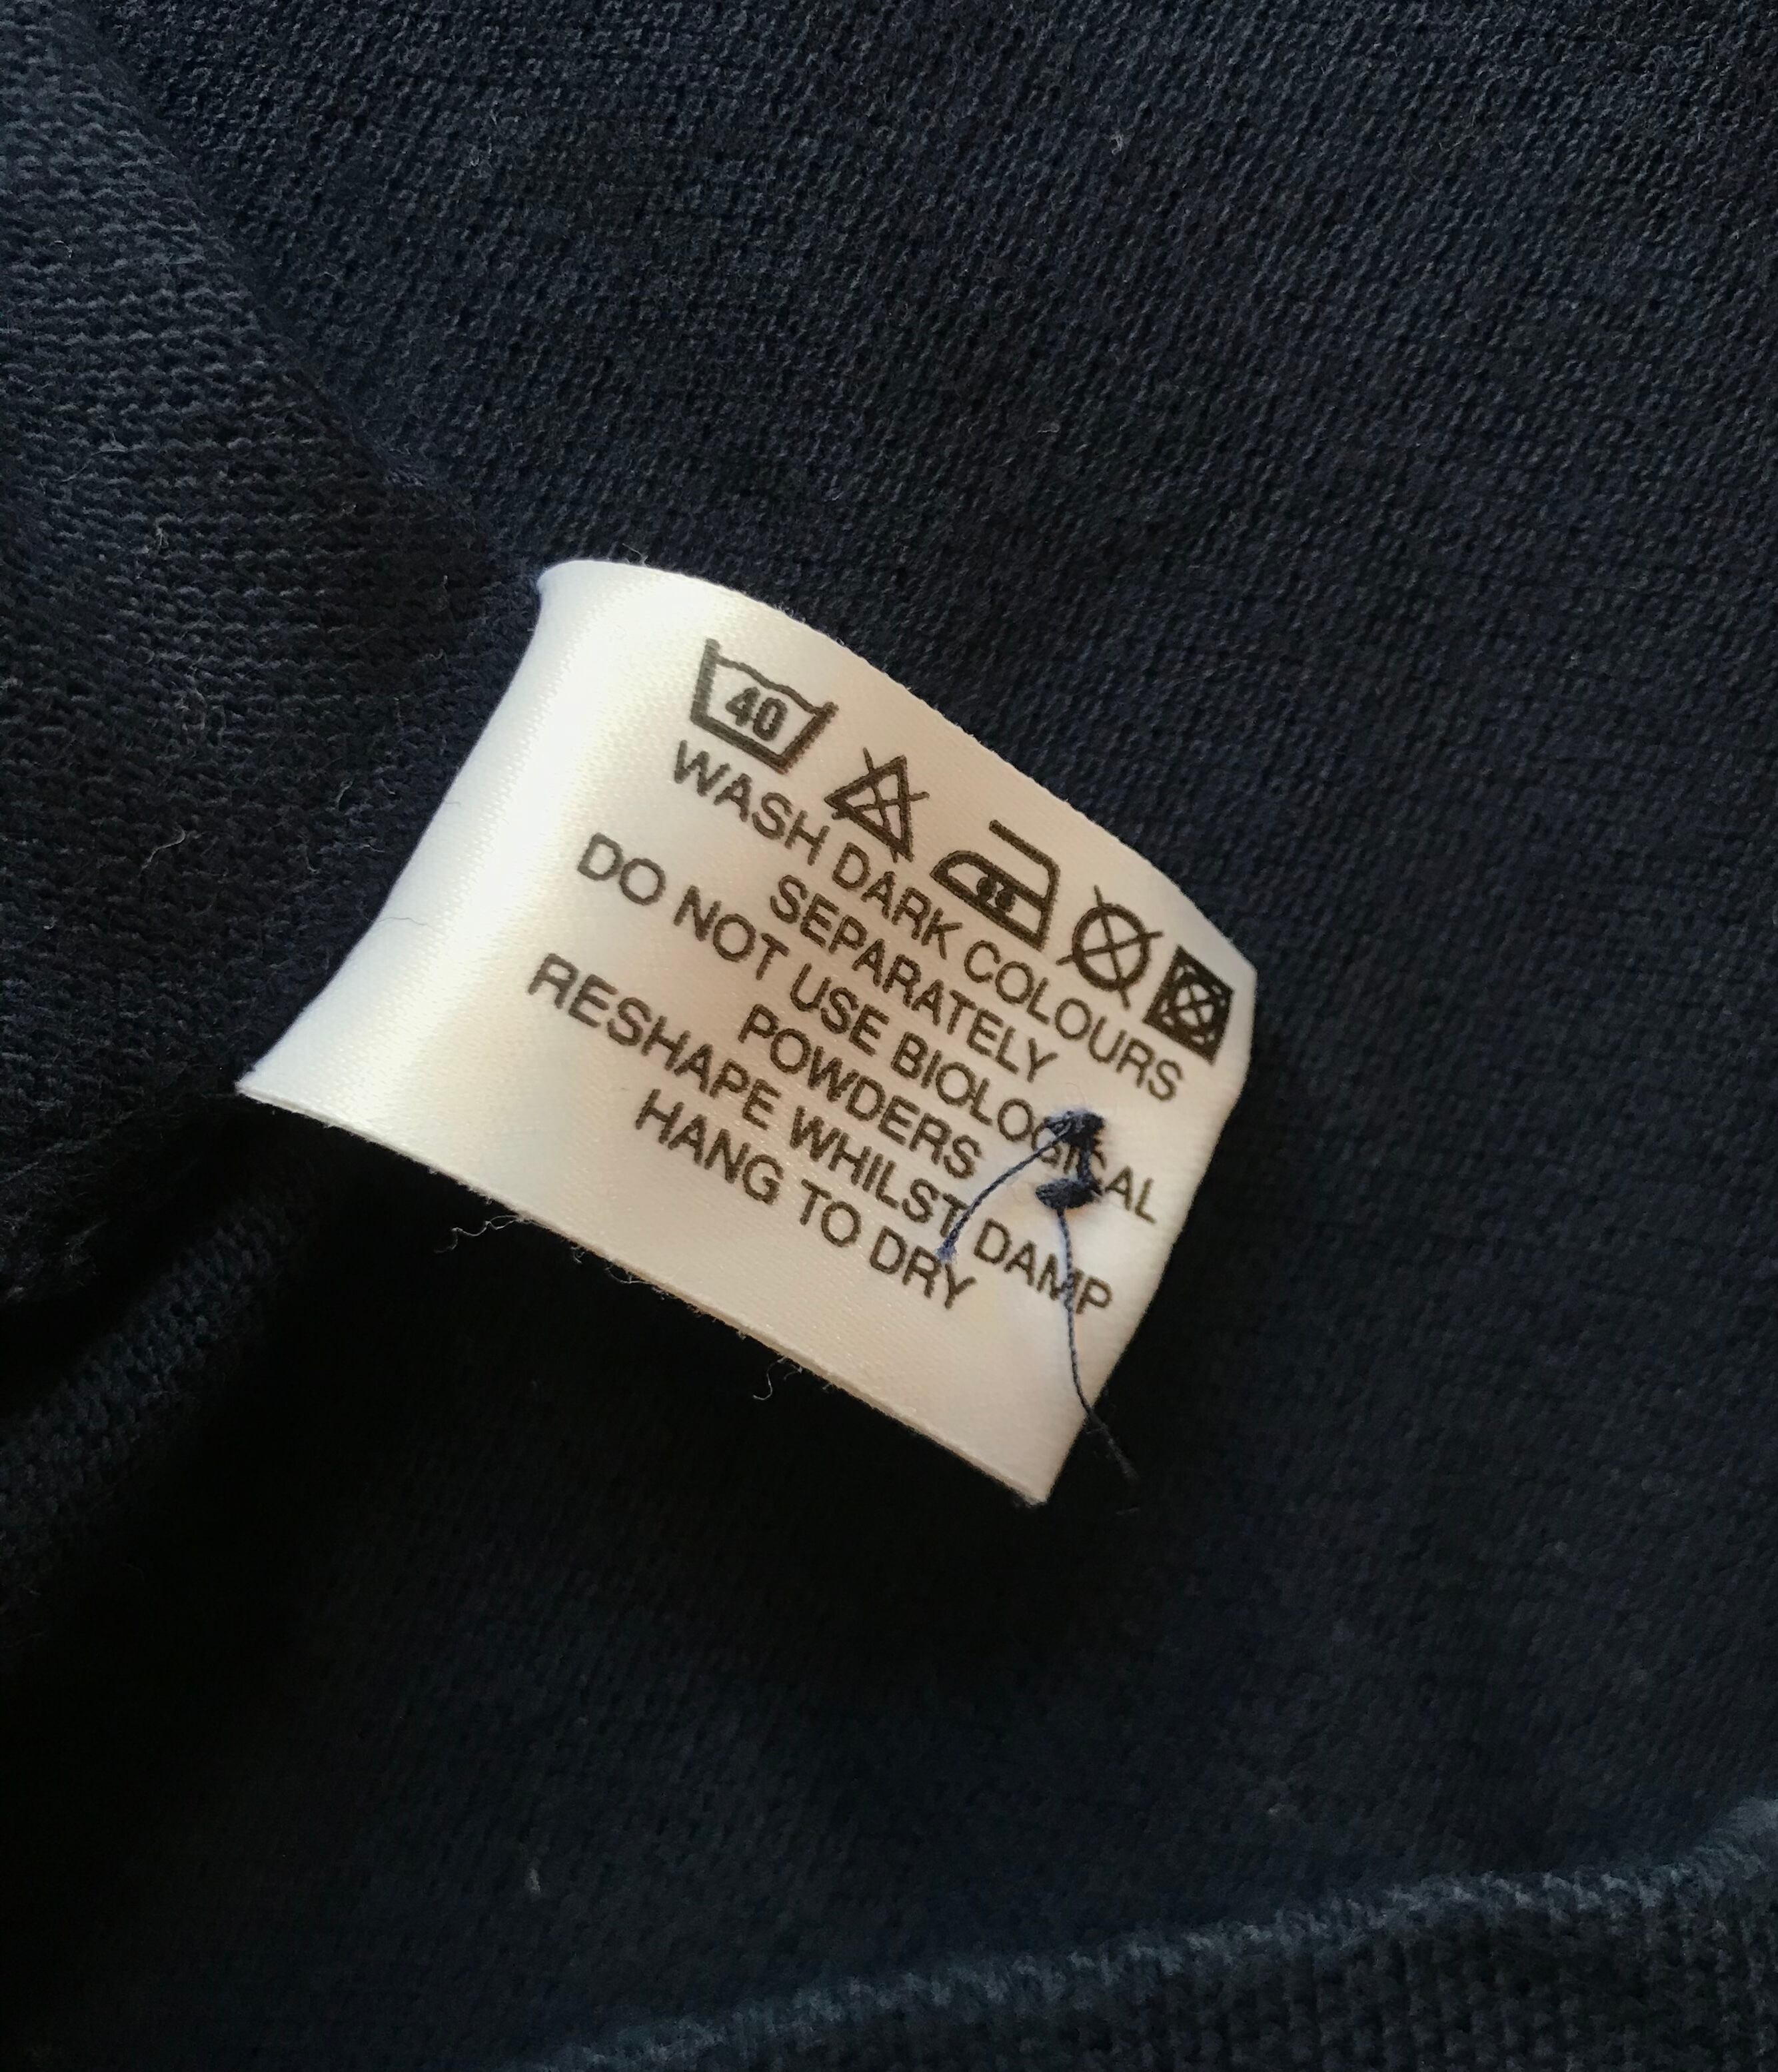 40
WASH DARK COLOURS
SEPARATELY
DO NOT USE BIOLOGICAL
POWDERS
RESHAPE WHILST DAMP
HANG TO DRY